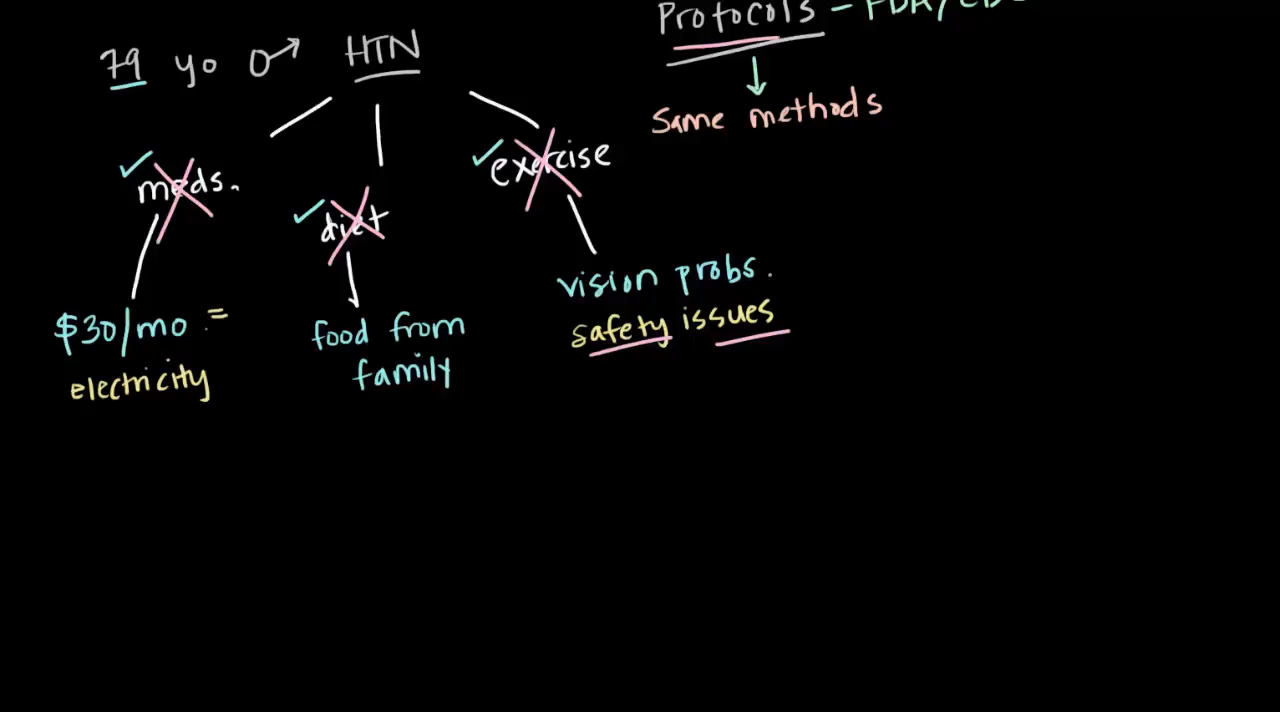 Protocols -
79 yo ♂ HTN
Same methods
meds.
diet
exercise
$30/mo =
electricity
food from
family
vision probs.
safety issues